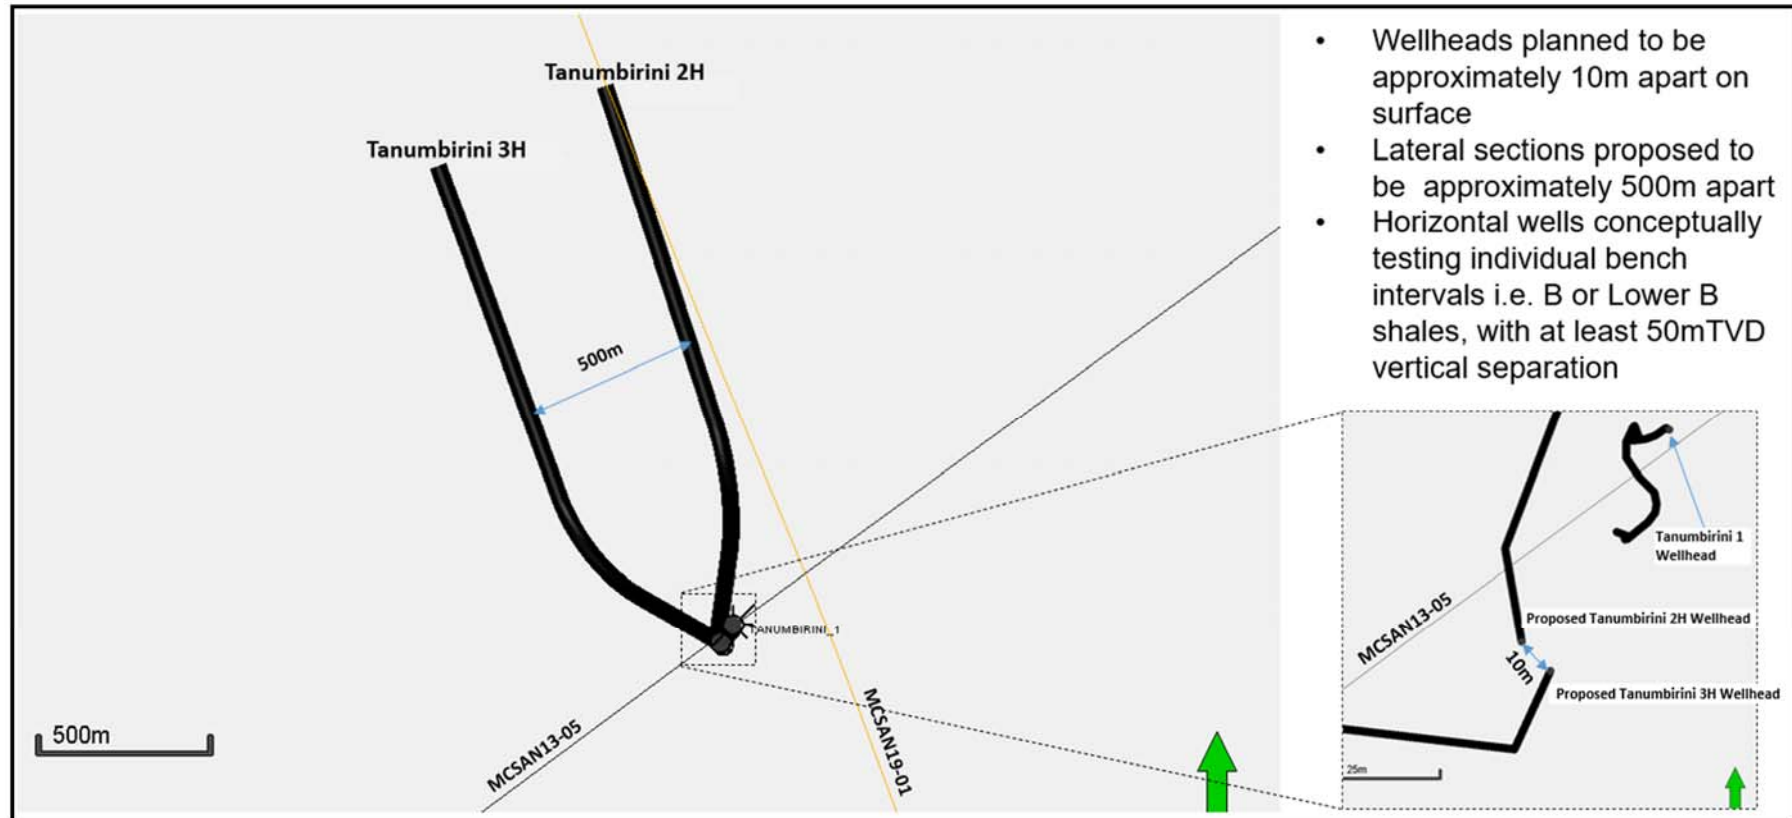 Tanumbirini 2H
Tanumbirini 3H
500m
TANUMBIRINI_1
MCSAN13-05
MCSAN19-01
500m
• Wellheads planned to be
approximately 10m apart on
surface
• Lateral sections proposed to
be approximately 500m apart
• Horizontal wells conceptually
testing individual bench
intervals i.e. B or Lower B
shales, with at least 50mTVD
vertical separation
Tanumbirini 1
Wellhead
MCSAN13-05
Proposed Tanumbirini 2H Wellhead
10m
Proposed Tanumbirini 3H Wellhead
25m